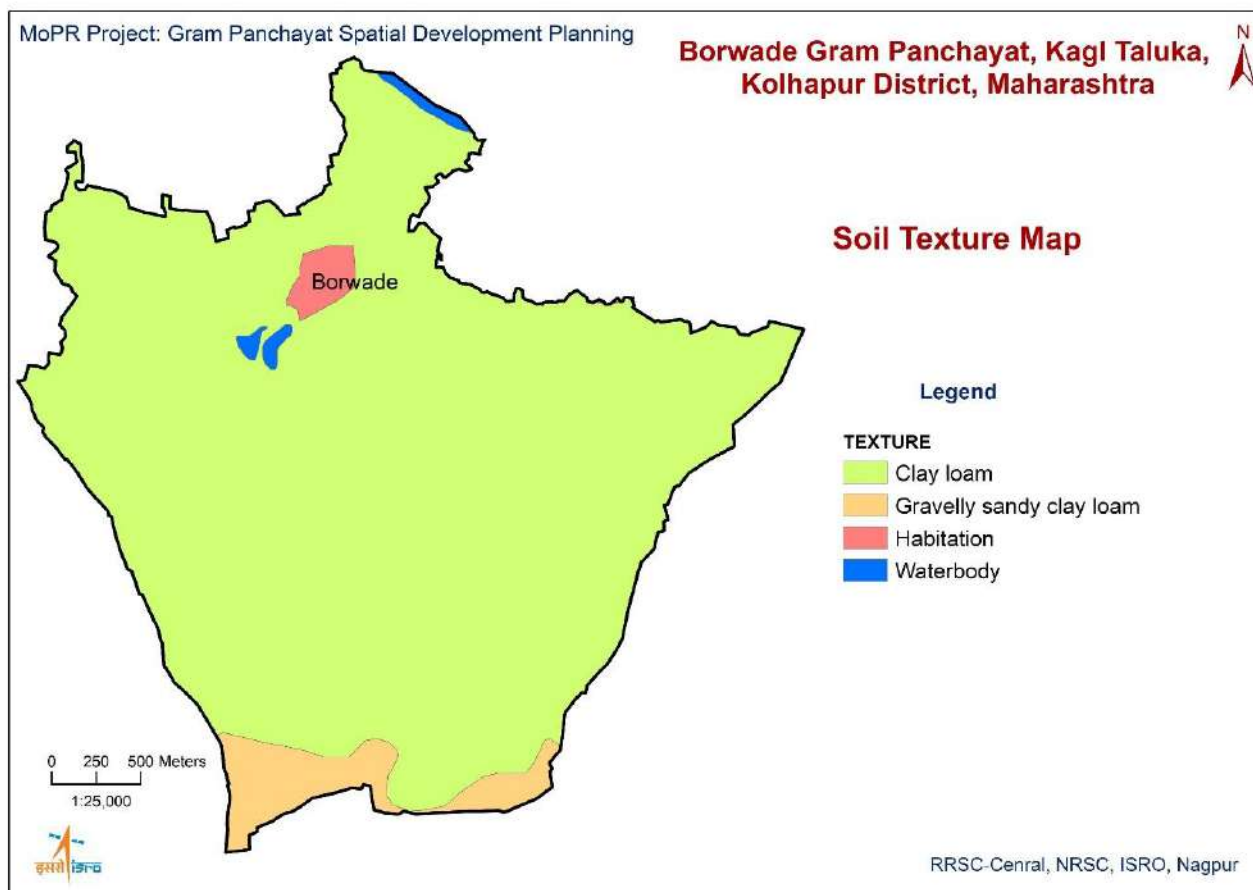 MoPR Project: Gram Panchayat Spatial Development Planning
Borwade Gram Panchayat, Kagl Taluka,
Kolhapur District, Maharashtra
N
Soil Texture Map
Borwade
Legend
TEXTURE
Clay loam
Gravelly sandy clay loam
Habitation
Waterbody
0 250 500 Meters
1:25,000
इसरो isro
RRSC-Cenral, NRSC, ISRO, Nagpur